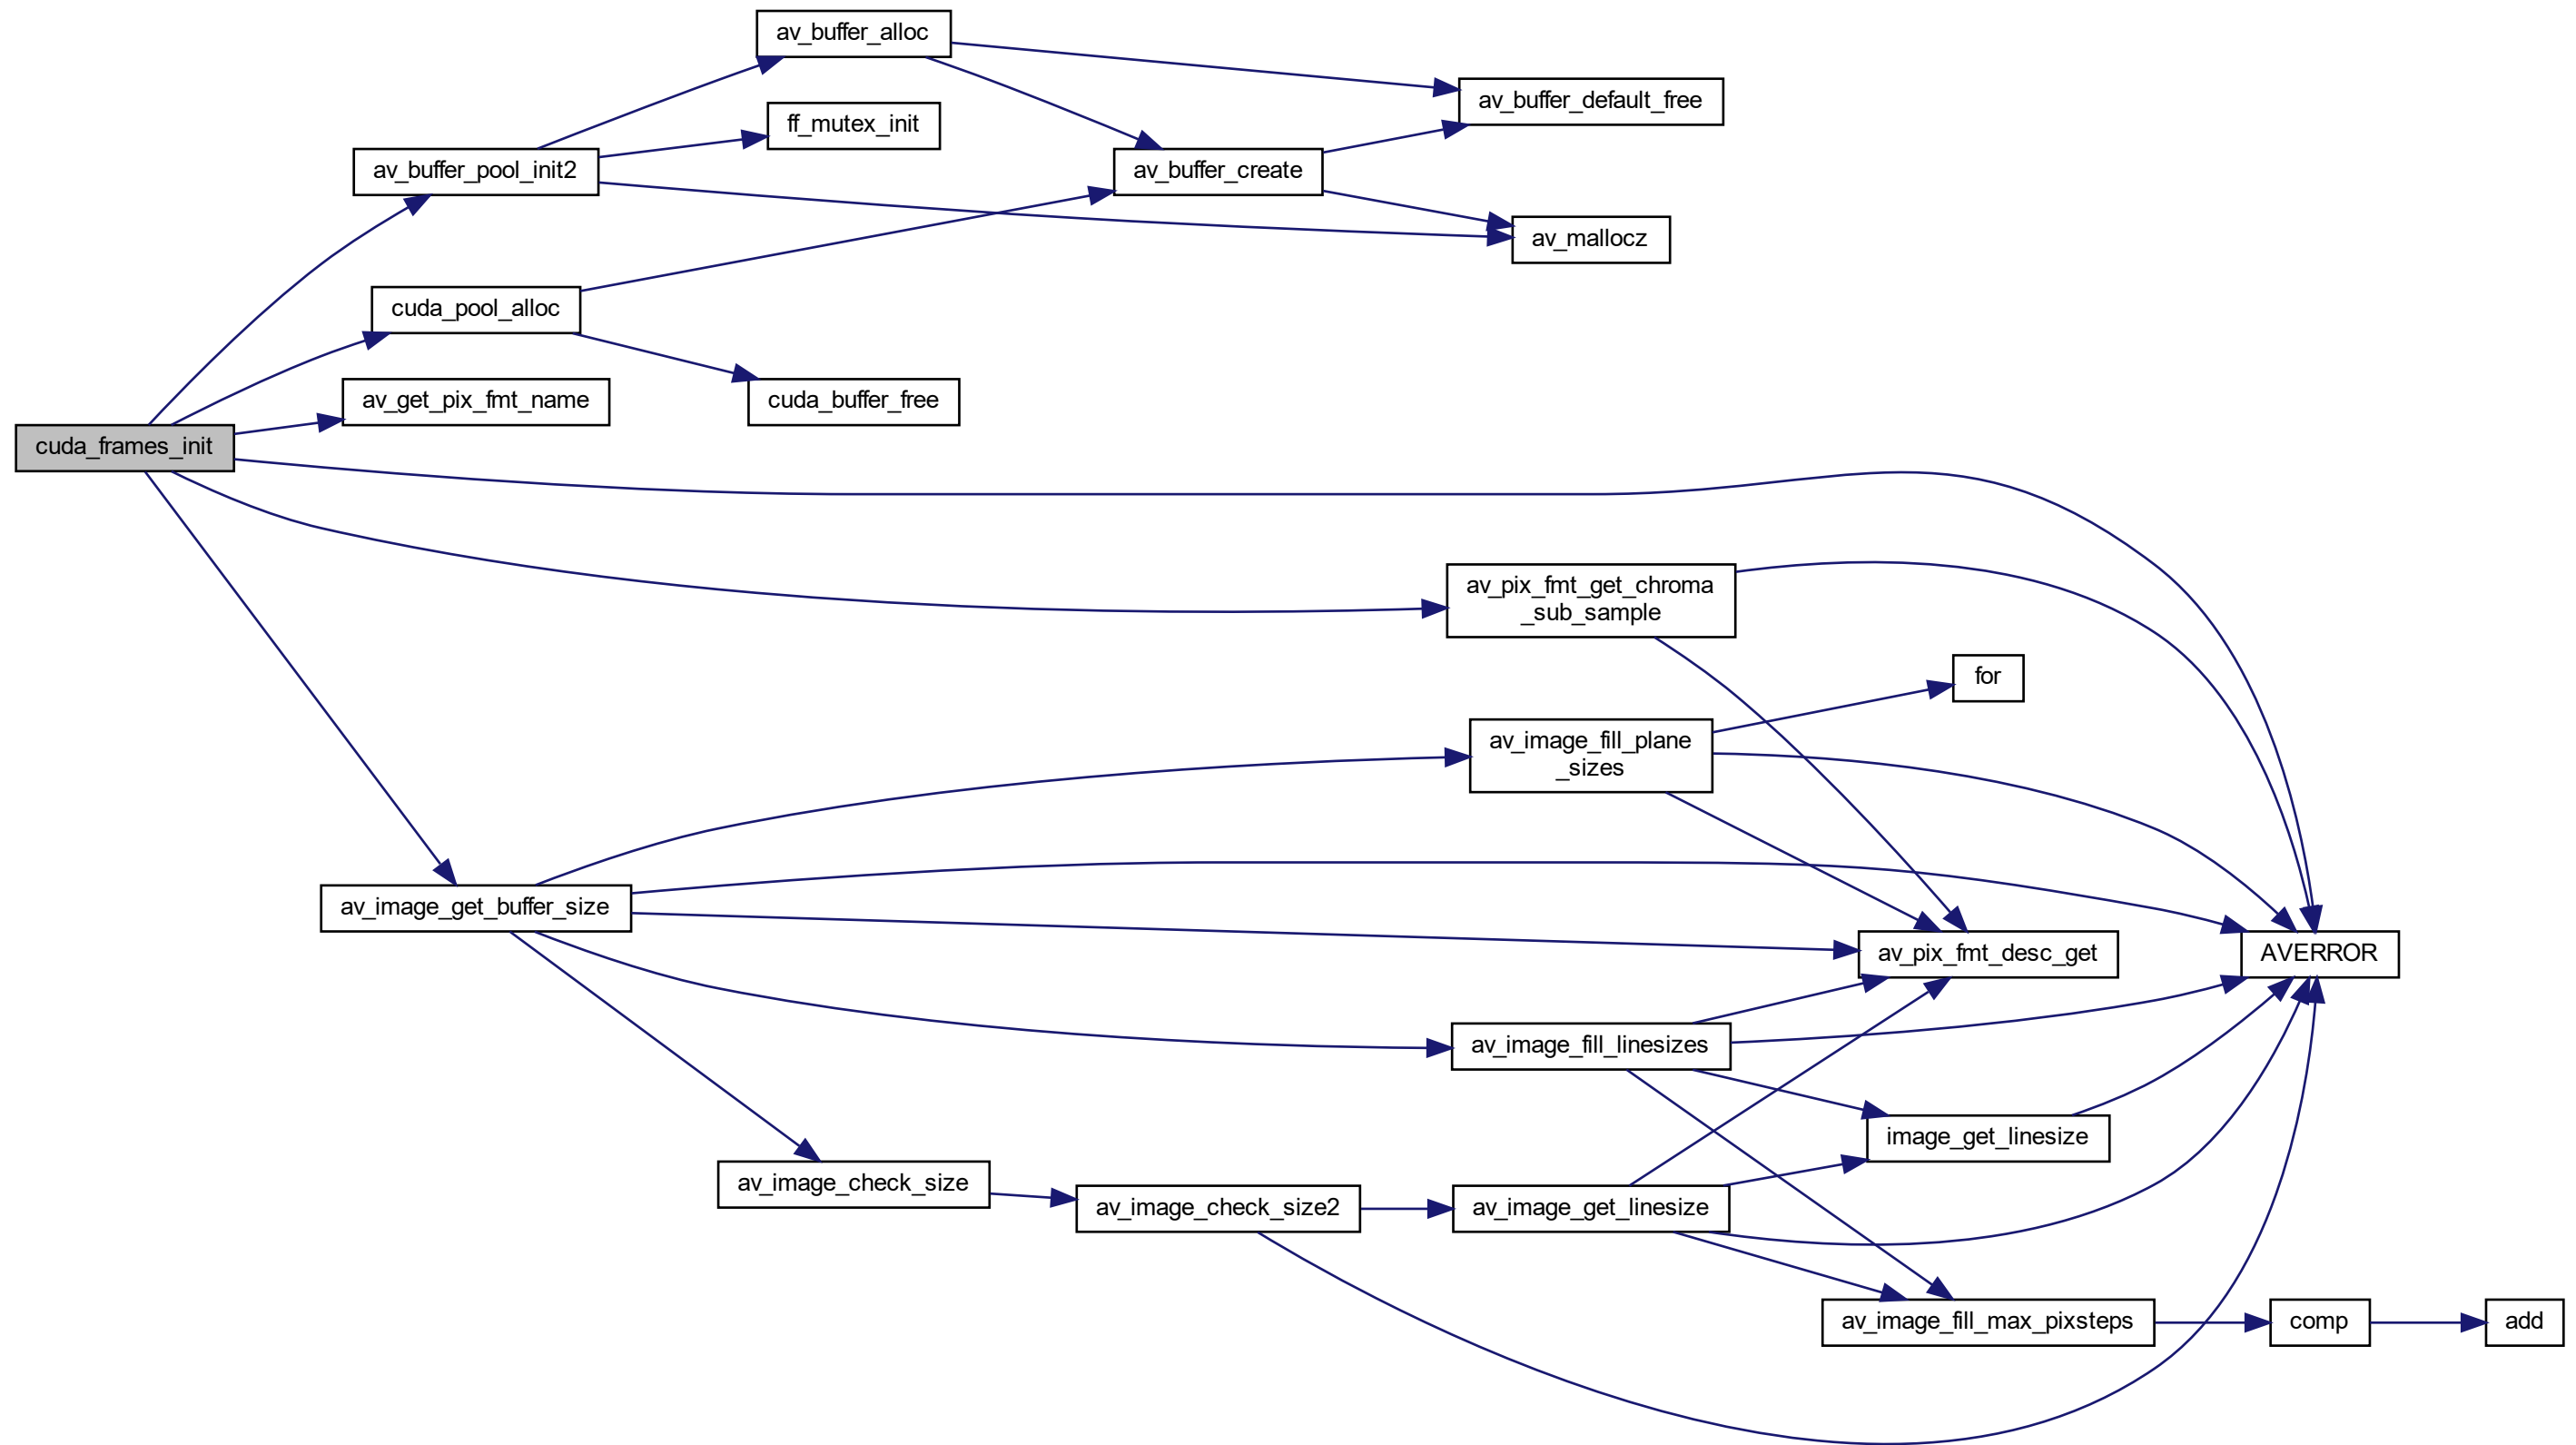 av_buffer_alloc
av_buffer_default_free
ff_mutex_init
av_buffer_pool_init2
av_buffer_create
av_mallocz
cuda_pool_alloc
av_get_pix_fmt_name
cuda_buffer_free
cuda_frames_init
av_pix_fmt_get_chroma
_sub_sample
for
av_image_fill_plane
_sizes
av_image_get_buffer_size
av_pix_fmt_desc_get
AVERROR
av_image_fill_linesizes
image_get_linesize
av_image_check_size
av_image_check_size2
av_image_get_linesize
av_image_fill_max_pixsteps
comp
add